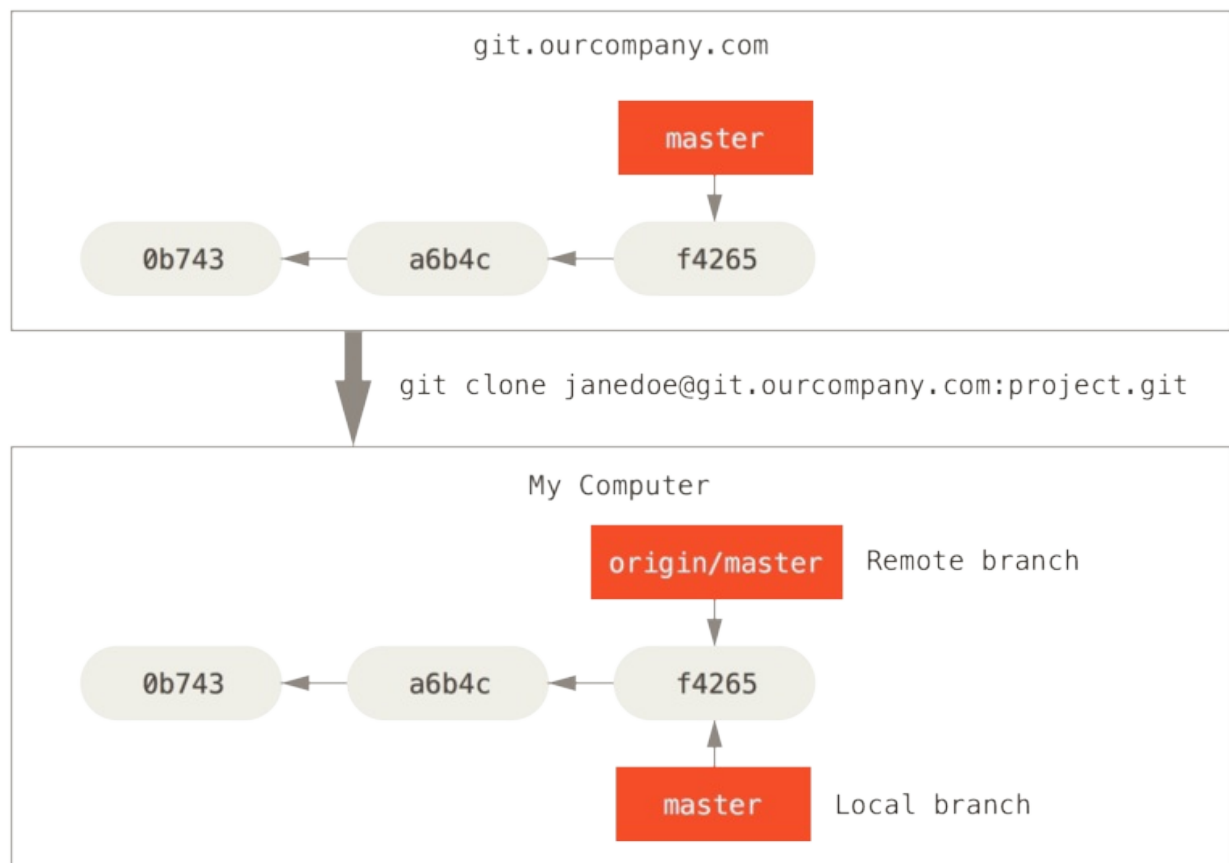 git.ourcompany.com
master
0b743
a6b4c
f4265
git clone janedoe@git.ourcompany.com:project.git
My Computer
origin/master
Remote branch
0b743
a6b4c
f4265
master
Local branch